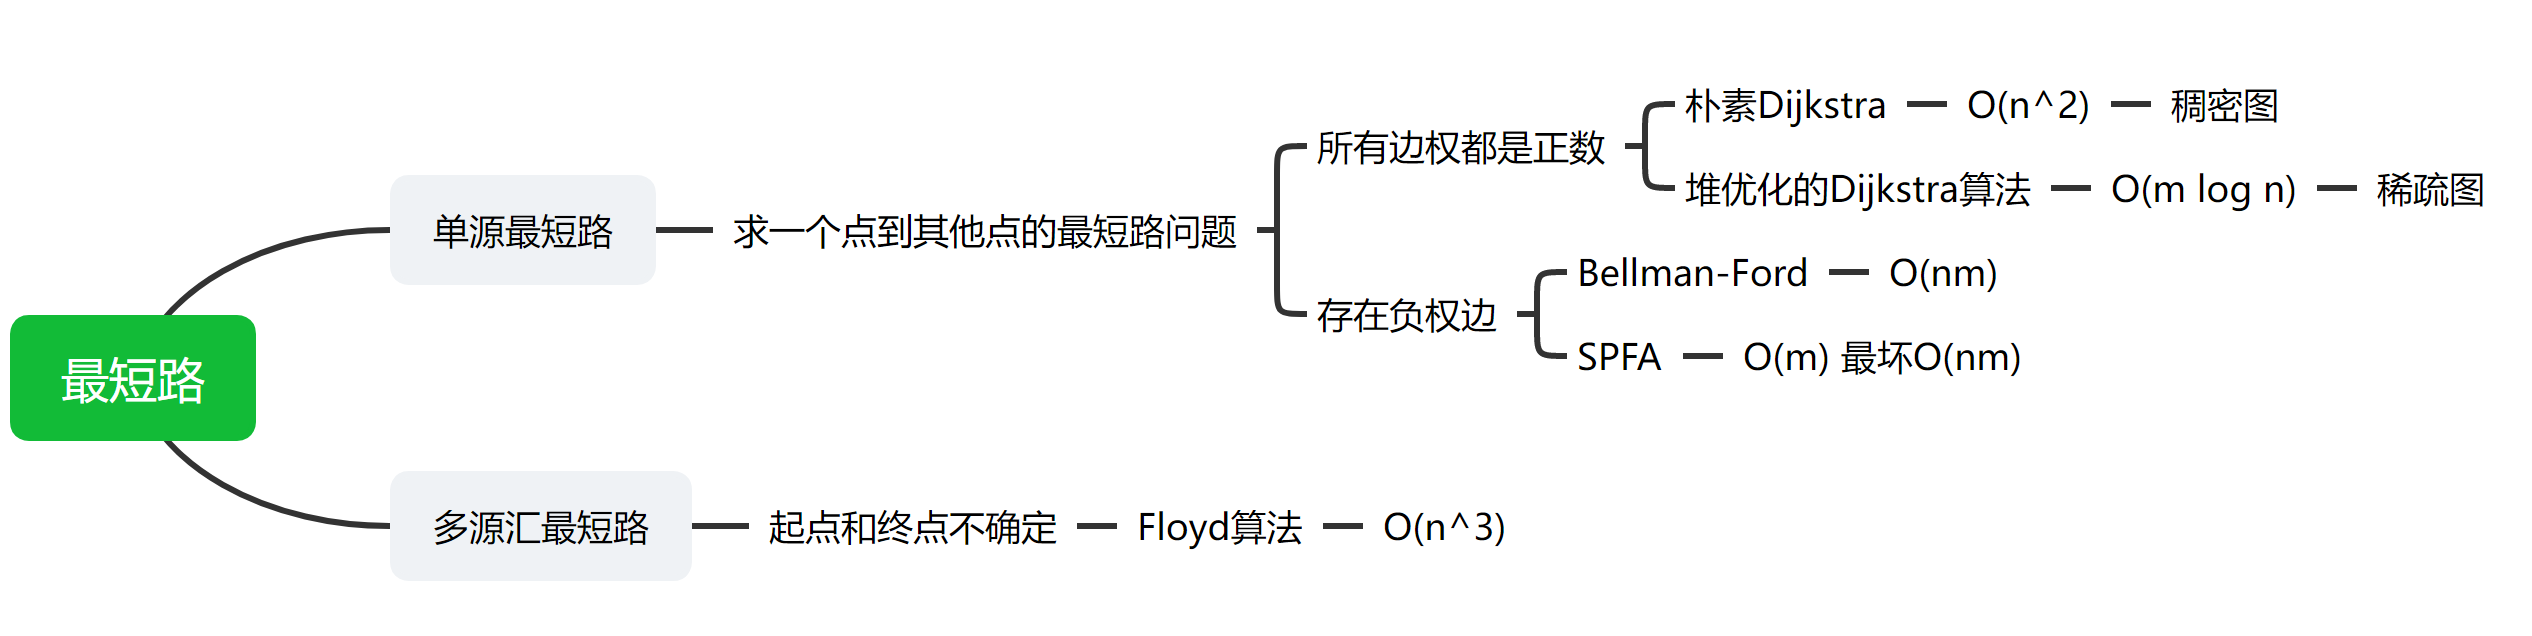 最短路
单源最短路
求一个点到其他点的最短路问题
所有边权都是正数
朴素Dijkstra
O(n^2)
稠密图
堆优化的Dijkstra算法
O(m log n)
稀疏图
存在负权边
Bellman-Ford
O(nm)
SPFA
O(m) 最坏O(nm)
多源汇最短路
起点和终点不确定
Floyd算法
O(n^3)